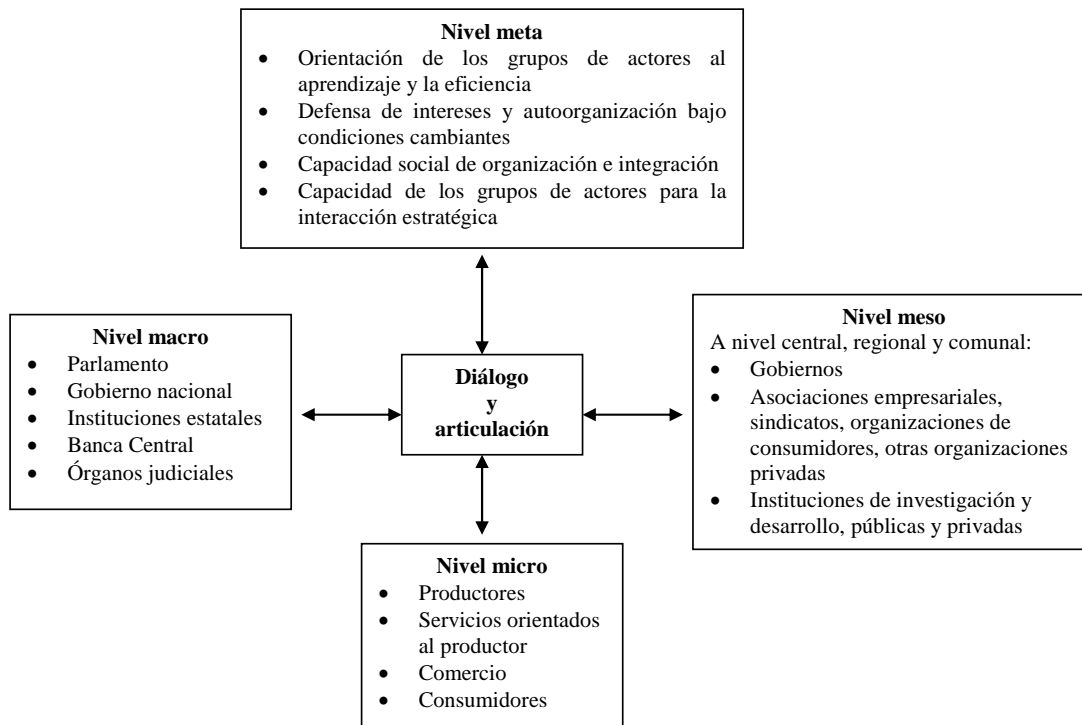 Nivel meta
• Orientación de los grupos de actores al
aprendizaje y la eficiencia
• Defensa de intereses y autoorganización bajo
condiciones cambiantes
• Capacidad social de organización e integración
• Capacidad de los grupos de actores para la
interacción estratégica
Nivel macro
• Parlamento
• Gobierno nacional
• Instituciones estatales
• Banca Central
• Órganos judiciales
Diálogo
y
articulación
Nivel meso
A nivel central, regional y comunal:
• Gobiernos
• Asociaciones empresariales,
sindicatos, organizaciones de
consumidores, otras organizaciones
privadas
• Instituciones de investigación y
desarrollo, públicas y privadas
Nivel micro
• Productores
• Servicios orientados
al productor
• Comercio
• Consumidores